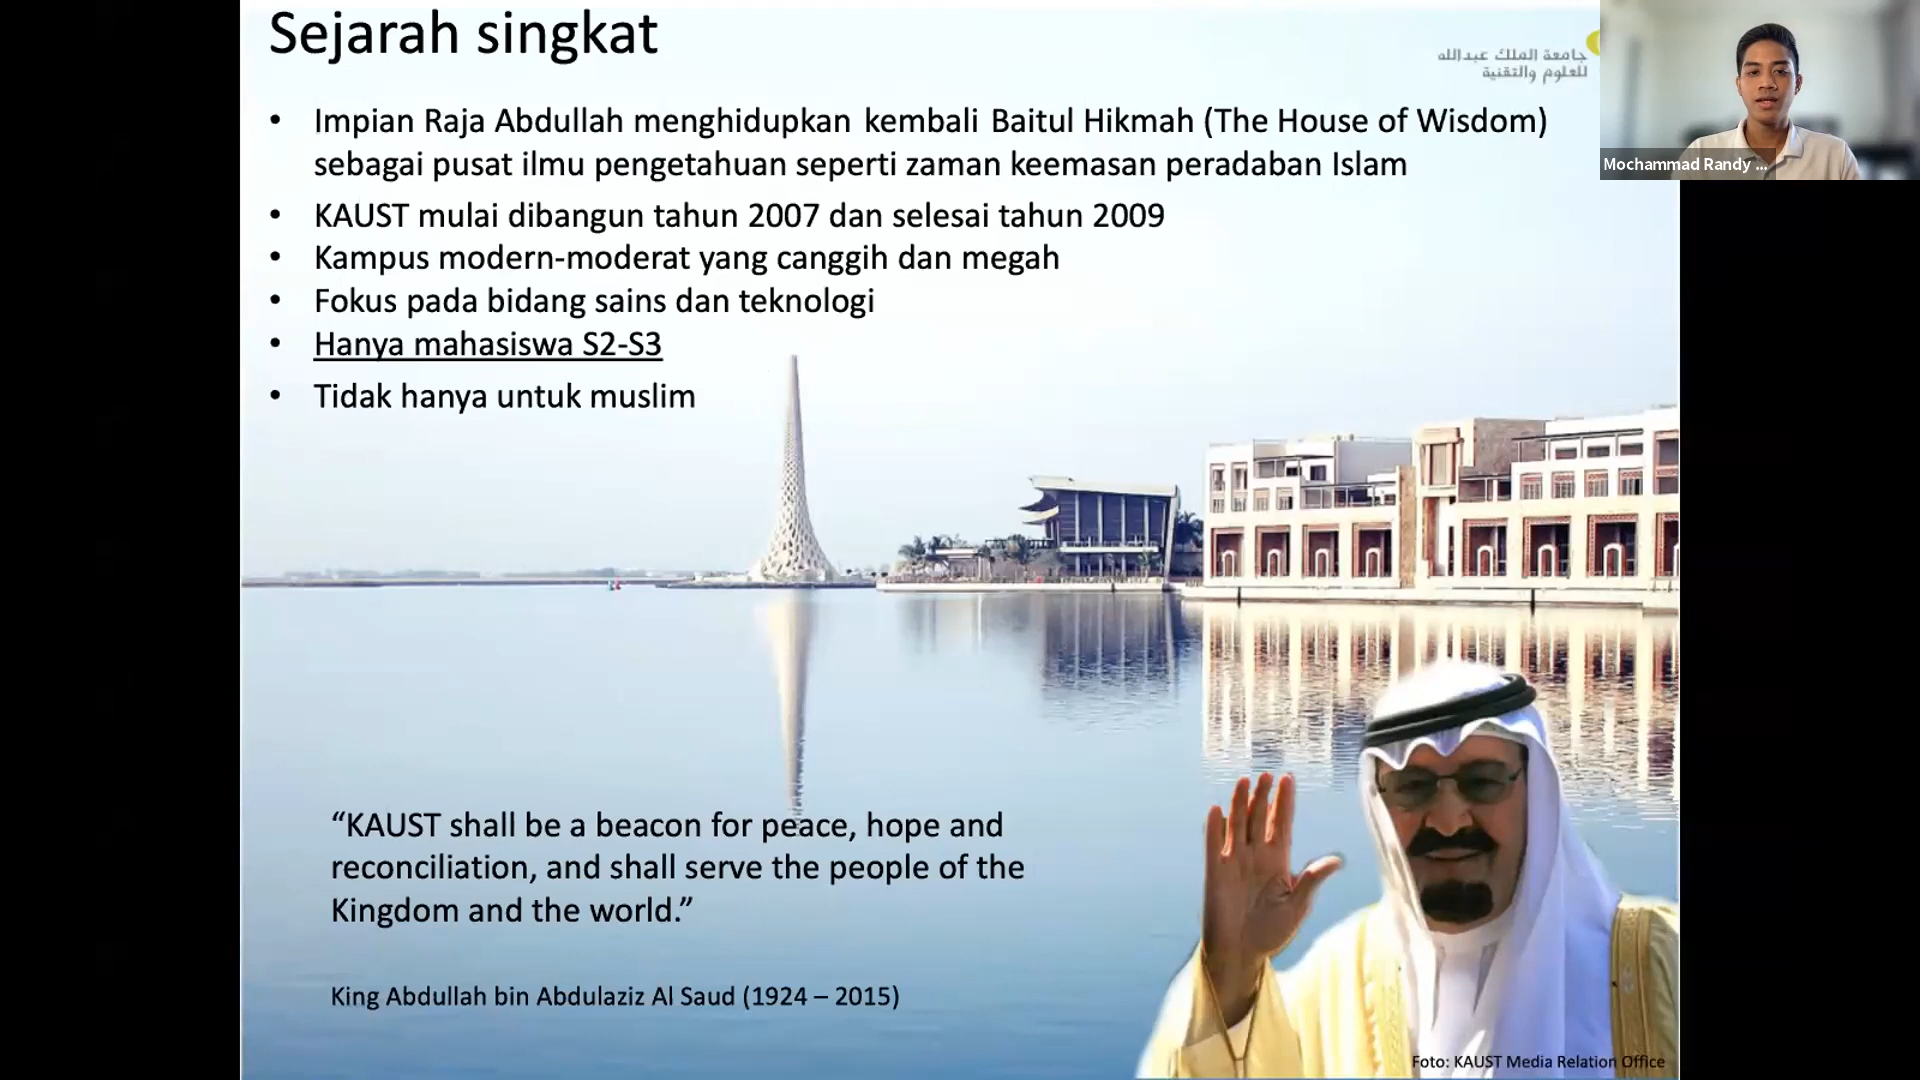 Sejarah singkat
جامعة الملك عبدالله
للعلوم والتقنية
• Impian Raja Abdullah menghidupkan kembali Baitul Hikmah (The House of Wisdom)
sebagai pusat ilmu pengetahuan seperti zaman keemasan peradaban Islam
• KAUST mulai dibangun tahun 2007 dan selesai tahun 2009
• Kampus modern-moderat yang canggih dan megah
• Fokus pada bidang sains dan teknologi
• Hanya mahasiswa S2-S3
• Tidak hanya untuk muslim
Mochammad Randy ...
“KAUST shall be a beacon for peace, hope and
reconciliation, and shall serve the people of the
Kingdom and the world.”
King Abdullah bin Abdulaziz Al Saud (1924 – 2015)
Foto: KAUST Media Relation Office